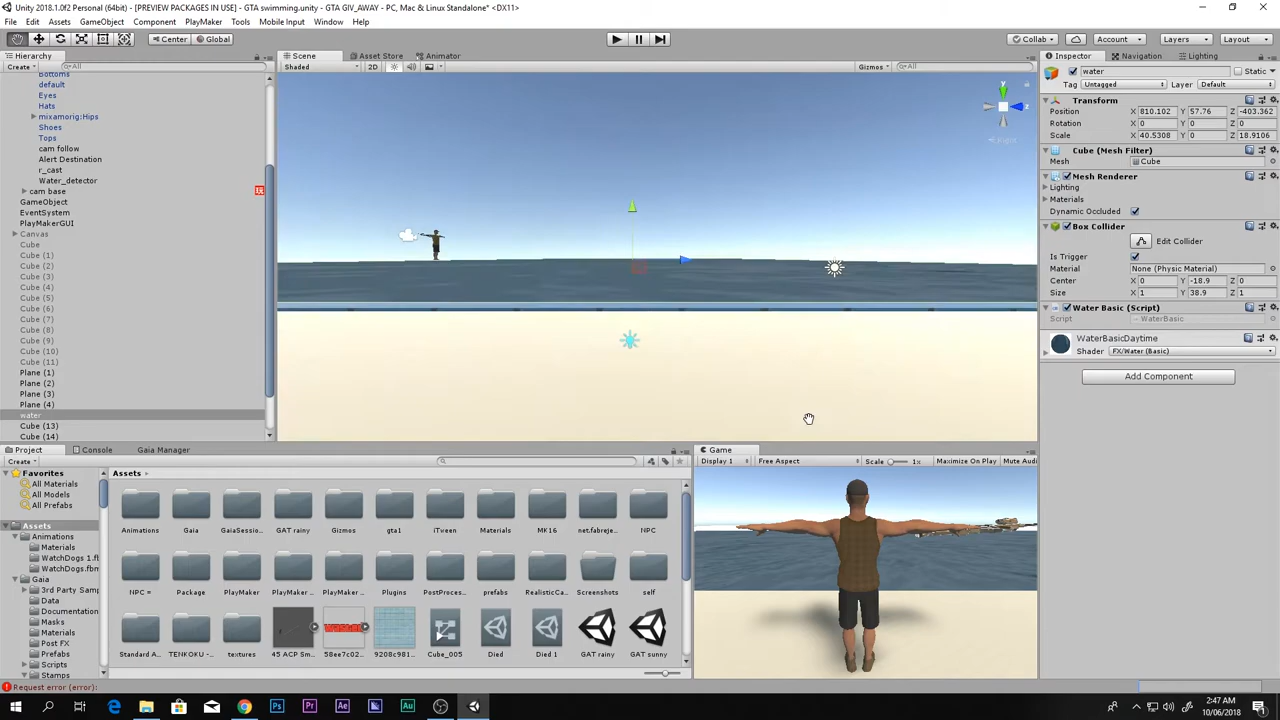 Unity 2018.1.0f2 Personal (64bit) - [PREVIEW PACKAGES IN USE] - GTA swimming.unity - GTA GIV_AWAY - PC, Mac & Linux Standalone* <DX11>
File Edit Assets GameObject Component PlayMaker Tools Mobile Input Window Help
Center Global Collab Account Layers Layout
Hierarchy Scene Asset Store Animator Inspector Navigation Lighting
Create All Shaded 2D Gizmos All water Static
Tag Untagged Layer Default
Bottoms
default
Eyes
Hats
mixamorig:Hips
Shoes
Tops
cam follow
Alert Destination
r_cast
Water_detector
cam base
GameObject
EventSystem
PlayMakerGUI
Canvas
Cube
Cube (1)
Cube (2)
Cube (3)
Cube (4)
Cube (5)
Cube (6)
Cube (7)
Cube (8)
Cube (9)
Cube (10)
Cube (11)
Plane (1)
Plane (2)
Plane (3)
Plane (4)
water
Cube (13)
Cube (14)
y
z
Transform
Position X 810.102 Y 57.76 Z -403.362
Rotation X 0 Y 0 Z 0
Scale X 40.5308 Y 0 Z 18.9106
Cube (Mesh Filter)
Mesh Cube
Mesh Renderer
Lighting
Materials
Dynamic Occluded
Box Collider
Edit Collider
Is Trigger
Material None (Physic Material)
Center X 0 Y -18.9 Z 0
Size X 1 Y 38.9 Z 1
Water Basic (Script)
Script WaterBasic
WaterBasicDaytime
Shader FX/Water (Basic)
Add Component
Project Console Gaia Manager
Create
Favorites
All Materials
All Models
All Prefabs
Assets
Animations
Materials
WatchDogs 1.f
WatchDogs.fbm
Gaia
3rd Party Samp
Data
Documentation
Masks
Materials
Post FX
Prefabs
Scripts
Stamps
Assets
Animations Gaia GaiaSessio... GAT rainy Gizmos gta1 iTween Materials MK16 net.fabreje... NPC
NPC = Package PlayMaker PlayMaker ... PlayMaker ... Plugins PostProces... prefabs RealisticCa... Screenshots self
Standard A... TENKOKU -... textures 45 ACP Sm... 58ee7c02... 9208c981... Cube_005 Died Died 1 GAT rainy GAT sunny
Game
Display 1 Free Aspect Scale 1x Maximize On Play Mute Audi
Request error (error):
2:47 AM
10/06/2018